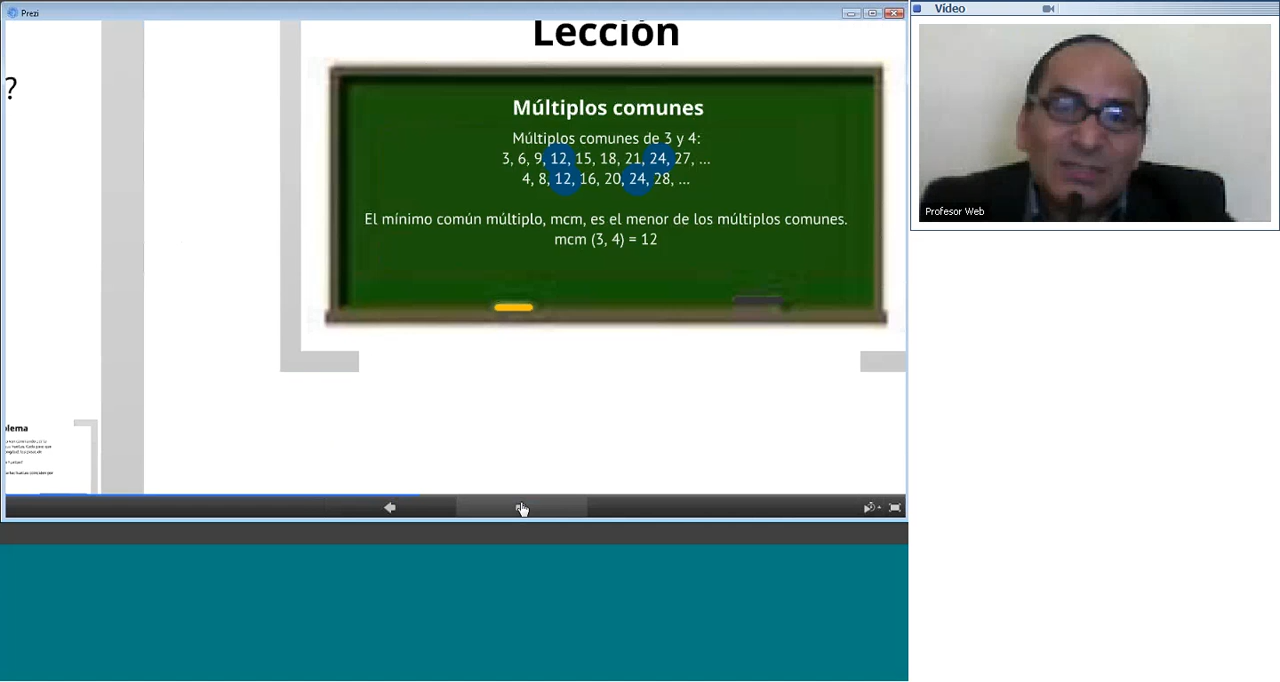 Prezi
Vídeo
?
Lección
Múltiplos comunes
Múltiplos comunes de 3 y 4:
3, 6, 9, 12, 15, 18, 21, 24, 27, ...
4, 8, 12, 16, 20, 24, 28, ...
El mínimo común múltiplo, mcm, es el menor de los múltiplos comunes.
mcm (3, 4) = 12
Profesor Web
lema